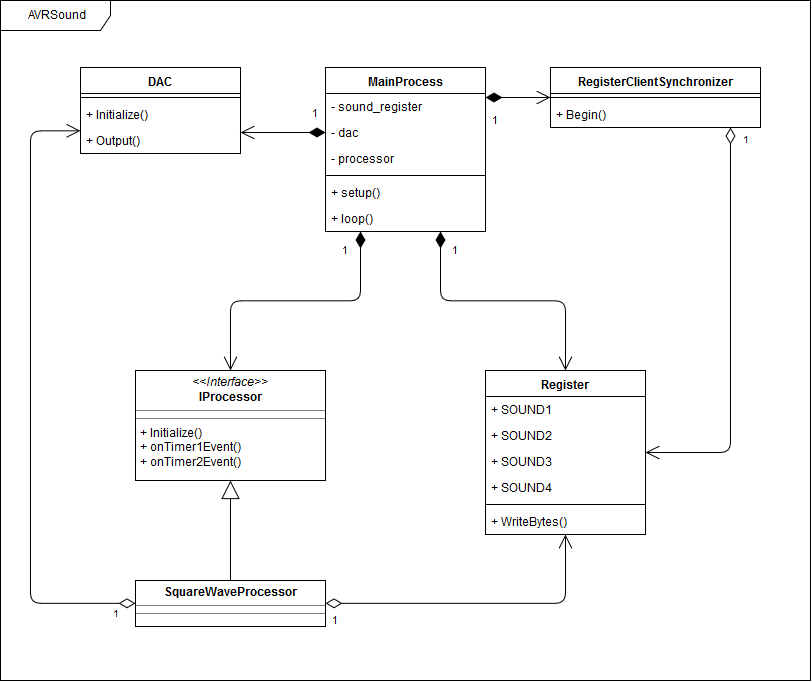 AVRSound
DAC
+ Initialize()
+ Output()
1
MainProcess
- sound_register
- dac
- processor
+ setup()
+ loop()
1
RegisterClientSynchronizer
+ Begin()
1
1
1
<<Interface>>
IProcessor
+ Initialize()
+ onTimer1Event()
+ onTimer2Event()
Register
+ SOUND1
+ SOUND2
+ SOUND3
+ SOUND4
+ WriteBytes()
SquareWaveProcessor
1
1